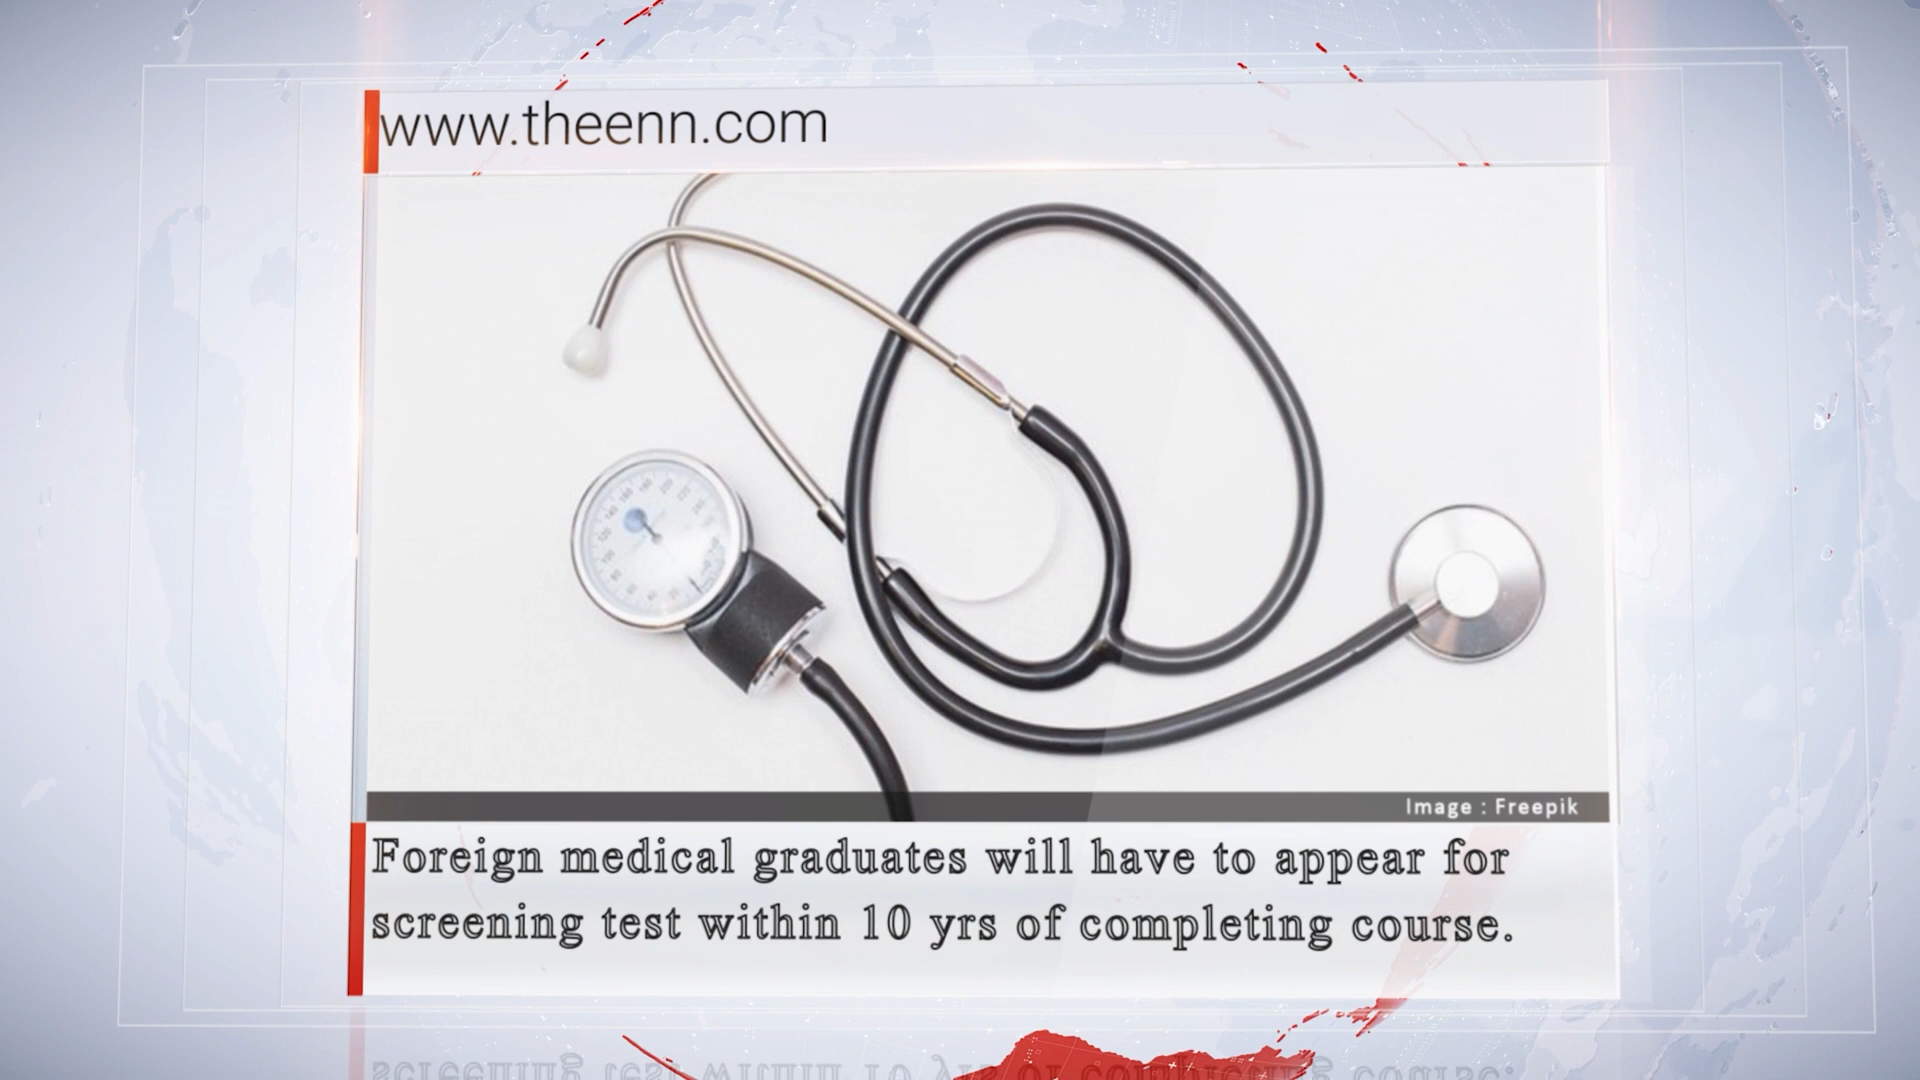 www.theenn.com
Image : Freepik
Foreign medical graduates will have to appear for
screening test within 10 yrs of completing course.